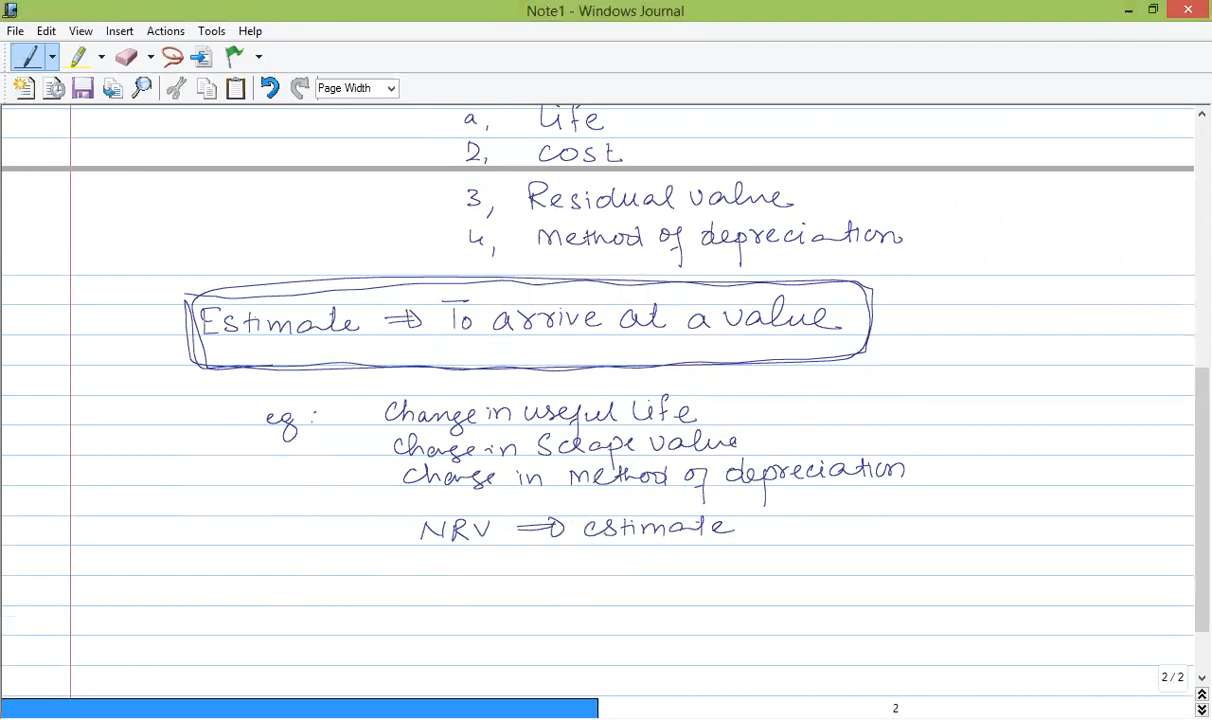 Note1 - Windows Journal
File Edit View Insert Actions Tools Help
Page Width
a, Life
2, cost
3, Residual value
4, Method of depreciation
Estimate ⇒ To arrive at a value
eg: Change in useful life
Change in Scrape value
Change in Method of depreciation
NRV ⇒ estimate
2 / 2
2